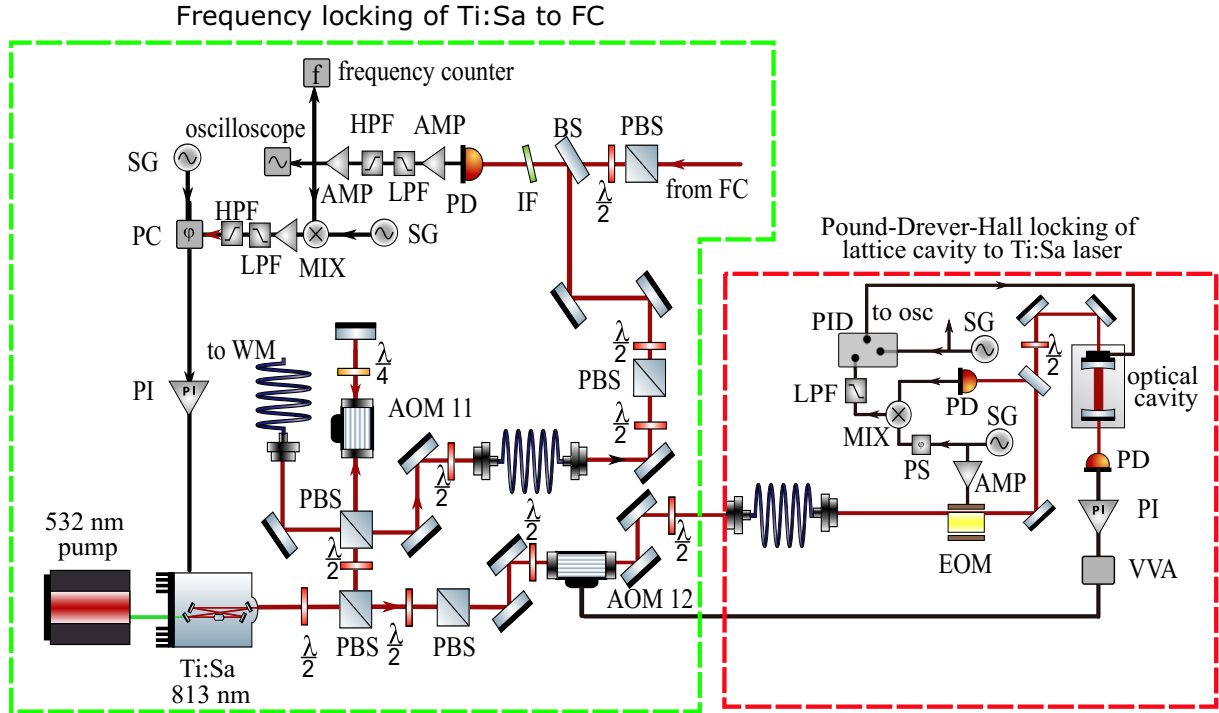 Frequency locking of Ti:Sa to FC
f frequency counter
oscilloscope
HPF
AMP
BS
PBS
SG
AMP
LPF
PD
IF
λ/2
from FC
PC
φ
HPF
LPF
MIX
SG
Pound-Drever-Hall locking of
lattice cavity to Ti:Sa laser
to WM
λ/4
λ/2
PBS
PI
PI
AOM 11
λ/2
PID
to osc
SG
λ/2
LPF
PD
optical
cavity
MIX
SG
φ
PS
AMP
PD
PBS
λ/2
λ/2
λ/2
PI
PI
532 nm
pump
λ/2
EOM
VVA
AOM 12
λ/2
PBS
λ/2
PBS
Ti:Sa
813 nm